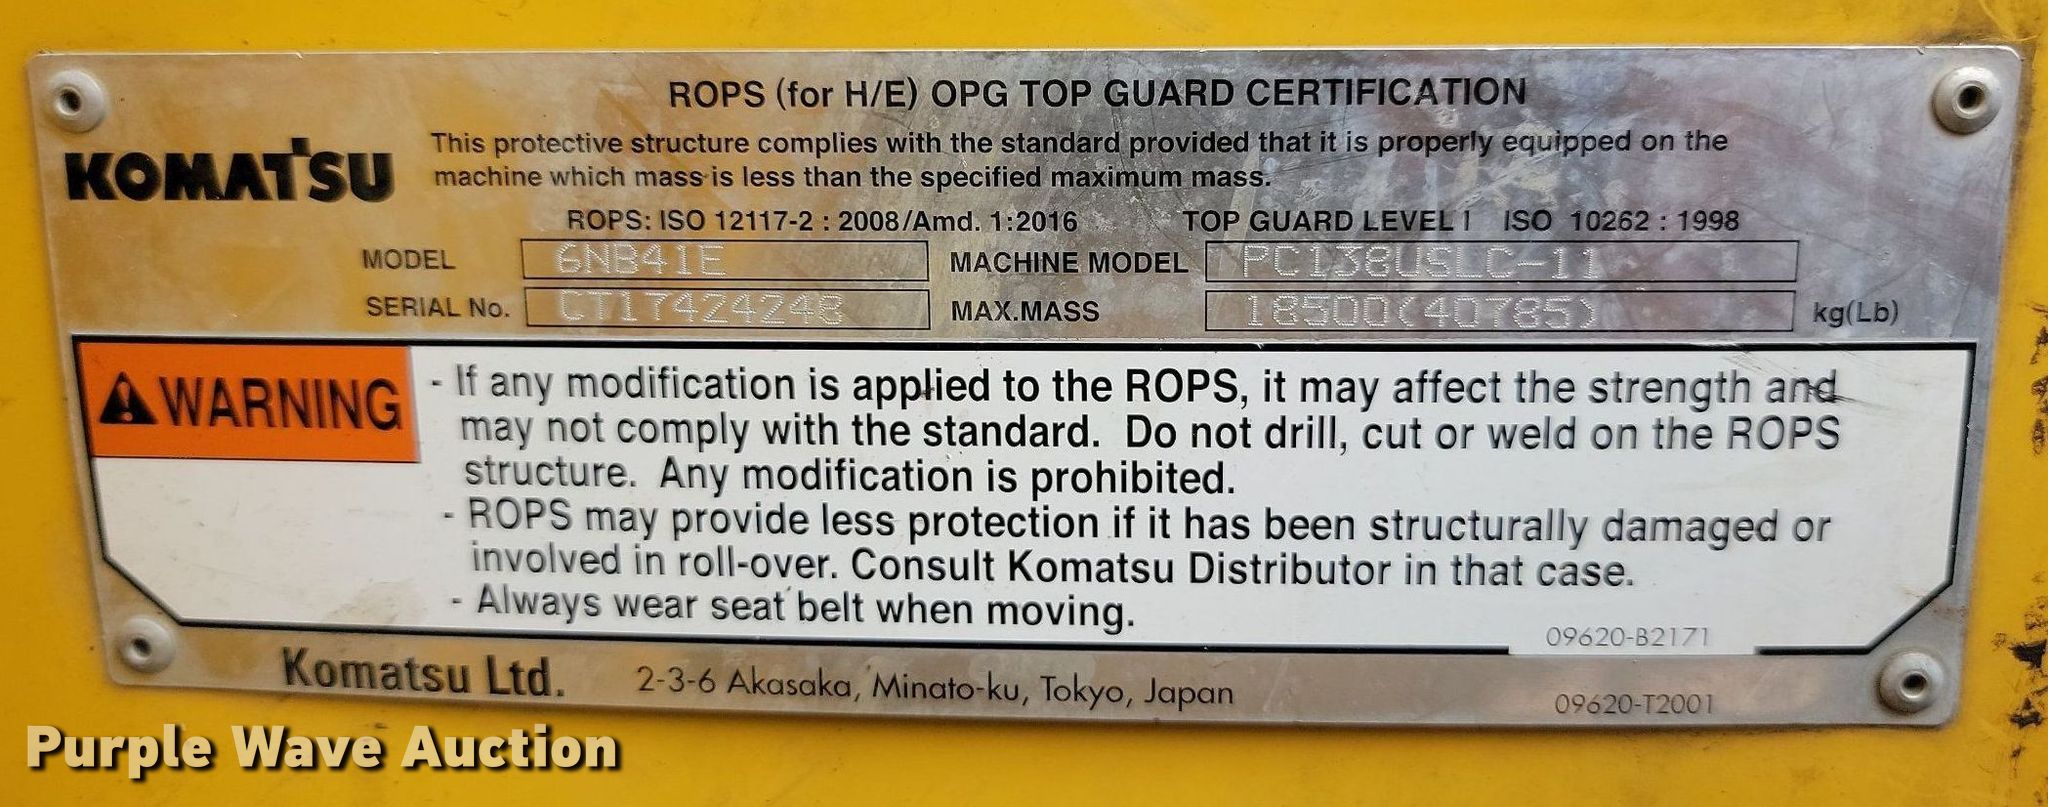 ROPS (for H/E) OPG TOP GUARD CERTIFICATION
KOMATSU
This protective structure complies with the standard provided that it is properly equipped on the
machine which mass is less than the specified maximum mass.
ROPS: ISO 12117-2 : 2008/Amd. 1:2016 TOP GUARD LEVEL I ISO 10262 : 1998
MODEL 6NB41E MACHINE MODEL PC138USLC-11
SERIAL No. CT17424248 MAX.MASS 18500(40785) kg(Lb)
WARNING
- If any modification is applied to the ROPS, it may affect the strength and
may not comply with the standard. Do not drill, cut or weld on the ROPS
structure. Any modification is prohibited.
- ROPS may provide less protection if it has been structurally damaged or
involved in roll-over. Consult Komatsu Distributor in that case.
- Always wear seat belt when moving.
09620-B2171
Komatsu Ltd. 2-3-6 Akasaka, Minato-ku, Tokyo, Japan
09620-T2001
Purple Wave Auction